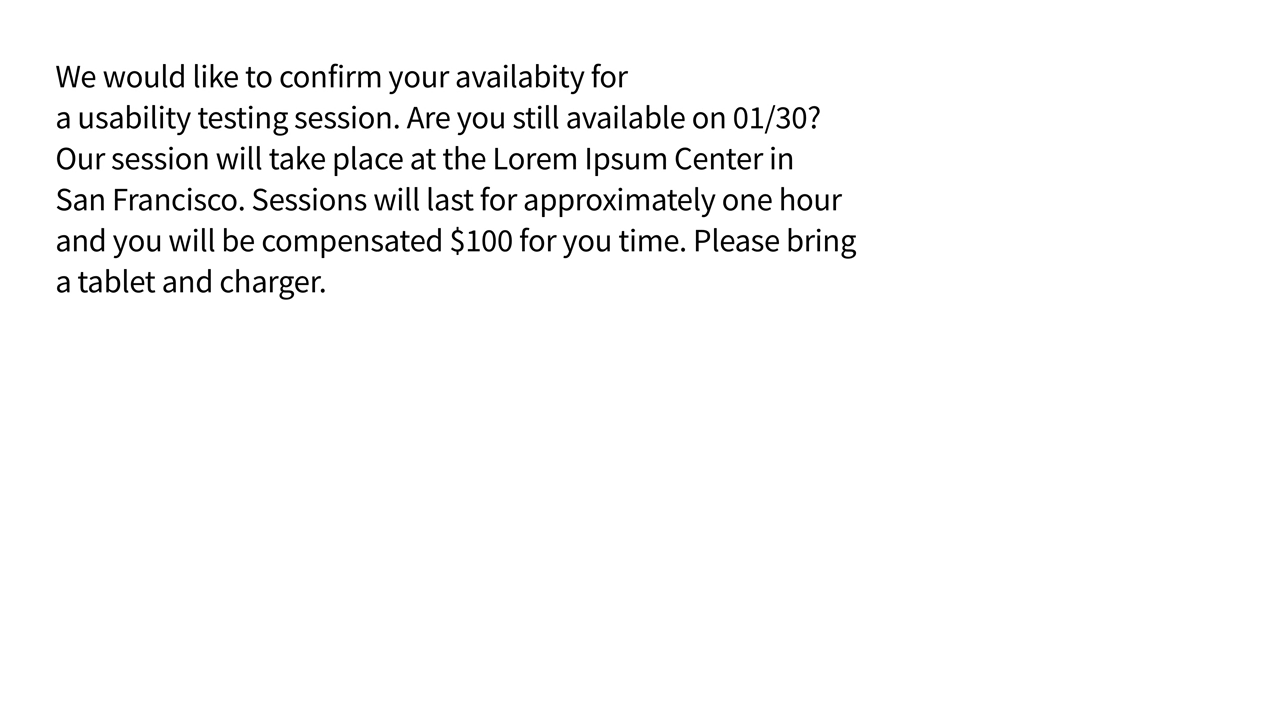 We would like to confirm your availabity for
a usability testing session. Are you still available on 01/30?
Our session will take place at the Lorem Ipsum Center in
San Francisco. Sessions will last for approximately one hour
and you will be compensated $100 for you time. Please bring
a tablet and charger.